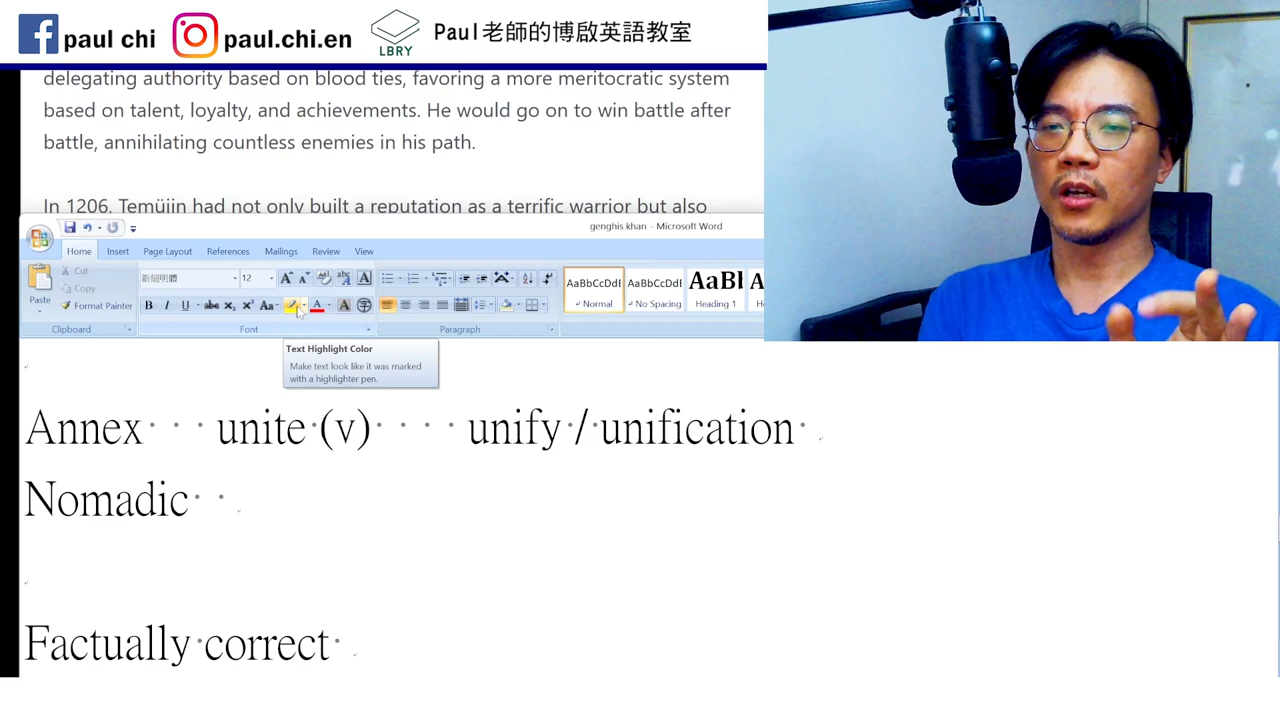 paul chi
paul.chi.en
LBRY
Paul老師的博啟英語教室
delegating authority based on blood ties, favoring a more meritocratic system
based on talent, loyalty, and achievements. He would go on to win battle after
battle, annihilating countless enemies in his path.
In 1206, Temüjin had not only built a reputation as a terrific warrior but also
genghis khan - Microsoft Word
Home Insert Page Layout References Mailings Review View
Paste
Cut
Copy
Format Painter
Clipboard
新細明體 12
Font
Paragraph
AaBbCcDdE AaBbCcDdE AaBb
Normal No Spacing Heading 1
Text Highlight Color
Make text look like it was marked
with a highlighter pen.
Annex unite (v) unify / unification
Nomadic
Factually correct